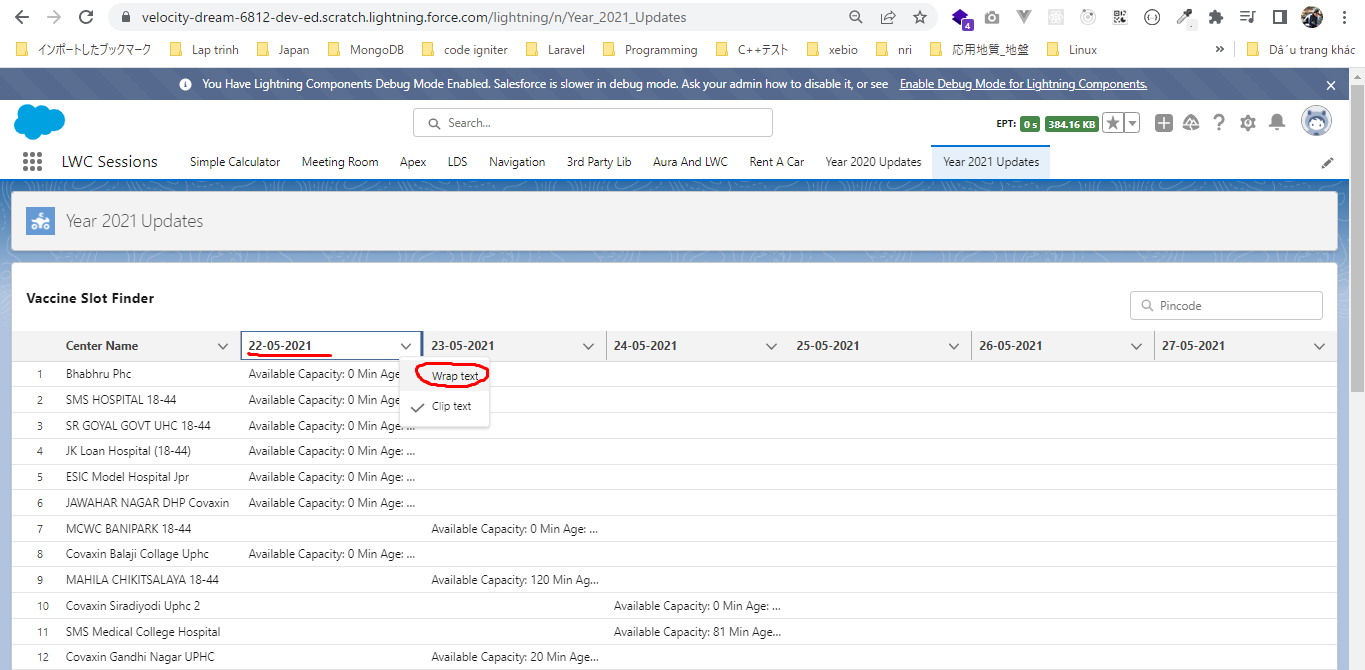 velocity-dream-6812-dev-ed.scratch.lightning.force.com/lightning/n/Year_2021_Updates
4
インポートしたブックマーク Lap trinh Japan MongoDB code igniter Laravel Programming C++テスト xebio nri 応用地質_地盤 Linux » Dấu trang khác
You Have Lightning Components Debug Mode Enabled. Salesforce is slower in debug mode. Ask your admin how to disable it, or see Enable Debug Mode for Lightning Components.
Search...
EPT: 0 s 384.16 KB
LWC Sessions Simple Calculator Meeting Room Apex LDS Navigation 3rd Party Lib Aura And LWC Rent A Car Year 2020 Updates Year 2021 Updates
Year 2021 Updates
Vaccine Slot Finder
Pincode
Center Name 22-05-2021 23-05-2021 24-05-2021 25-05-2021 26-05-2021 27-05-2021
1 Bhabhru Phc Available Capacity: 0 Min Age
Wrap text
2 SMS HOSPITAL 18-44 Available Capacity: 0 Min Age
Clip text
3 SR GOYAL GOVT UHC 18-44 Available Capacity: 0 Min Age: ...
4 JK Loan Hospital (18-44) Available Capacity: 0 Min Age: ...
5 ESIC Model Hospital Jpr Available Capacity: 0 Min Age: ...
6 JAWAHAR NAGAR DHP Covaxin Available Capacity: 0 Min Age: ...
7 MCWC BANIPARK 18-44 Available Capacity: 0 Min Age: ...
8 Covaxin Balaji Collage Uphc Available Capacity: 0 Min Age: ...
9 MAHILA CHIKITSALAYA 18-44 Available Capacity: 120 Min Ag...
10 Covaxin Siradiyodi Uphc 2 Available Capacity: 0 Min Age: ...
11 SMS Medical College Hospital Available Capacity: 81 Min Age...
12 Covaxin Gandhi Nagar UPHC Available Capacity: 20 Min Age...